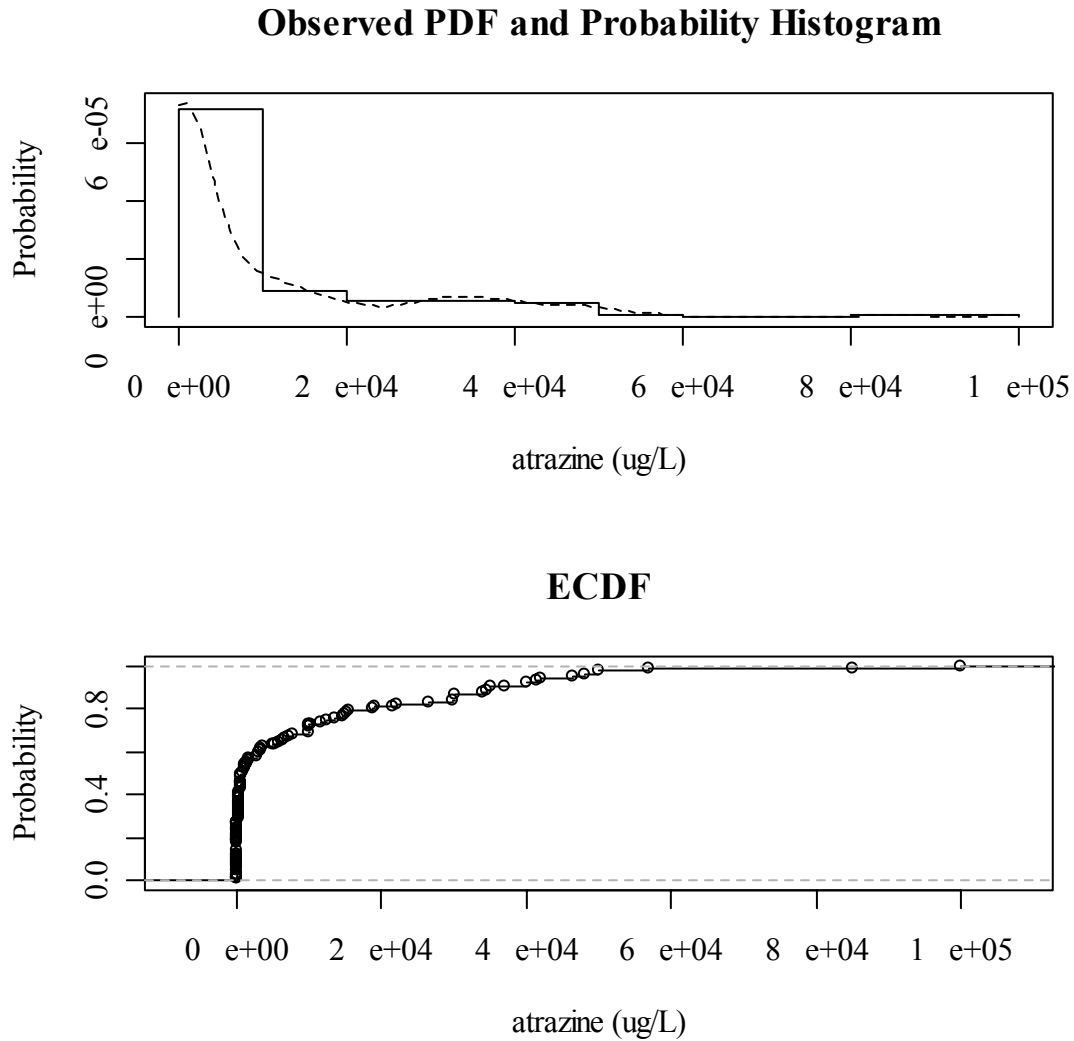 Observed PDF and Probability Histogram
Probability
6 e-05
0 e+00
0 e+00 2 e+04 4 e+04 6 e+04 8 e+04 1 e+05
atrazine (ug/L)
ECDF
Probability
0.8
0.4
0.0
0 e+00 2 e+04 4 e+04 6 e+04 8 e+04 1 e+05
atrazine (ug/L)